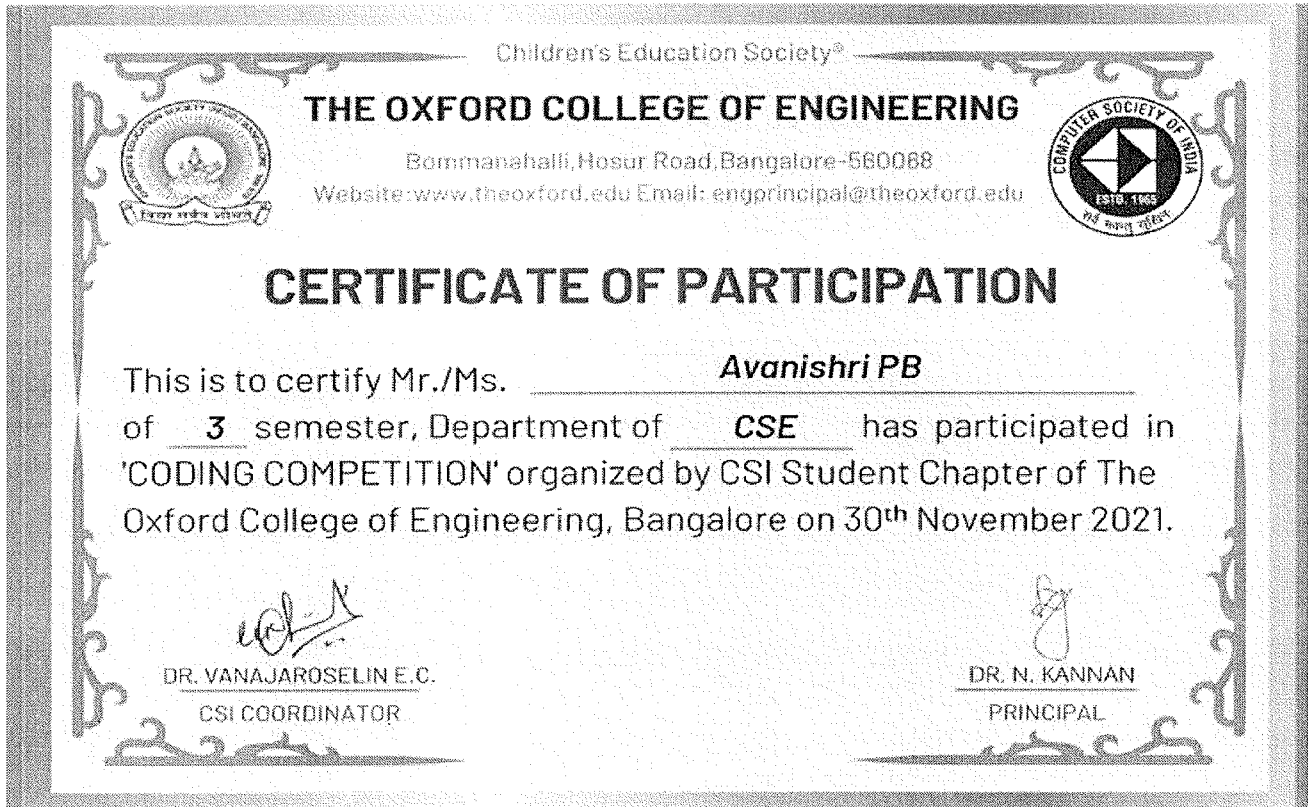 Children's Education Society®
THE OXFORD COLLEGE OF ENGINEERING
Bommanahalli,Hosur Road,Bangalore-560068
Website:www.theoxford.edu Email: engprincipal@theoxford.edu
COMPUTER SOCIETY OF INDIA
ESTD. 1965
CERTIFICATE OF PARTICIPATION
This is to certify Mr./Ms. Avanishri PB
of 3 semester, Department of CSE has participated in
'CODING COMPETITION' organized by CSI Student Chapter of The
Oxford College of Engineering, Bangalore on 30th November 2021.
DR. VANAJAROSELIN E.C.
CSI COORDINATOR
DR. N. KANNAN
PRINCIPAL